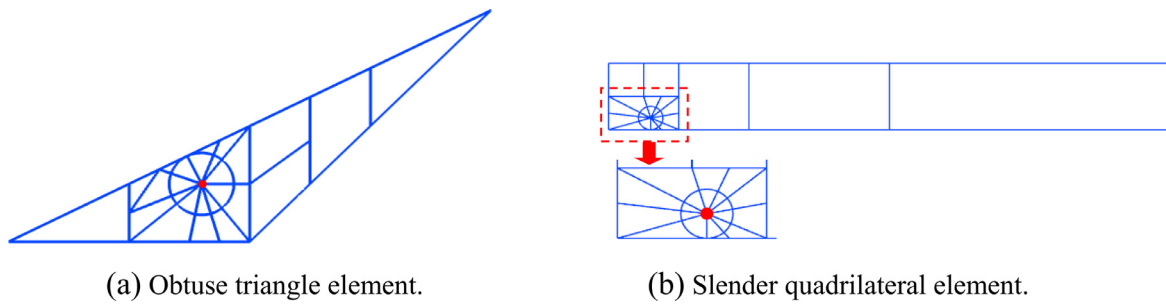 (a) Obtuse triangle element.
(b) Slender quadrilateral element.